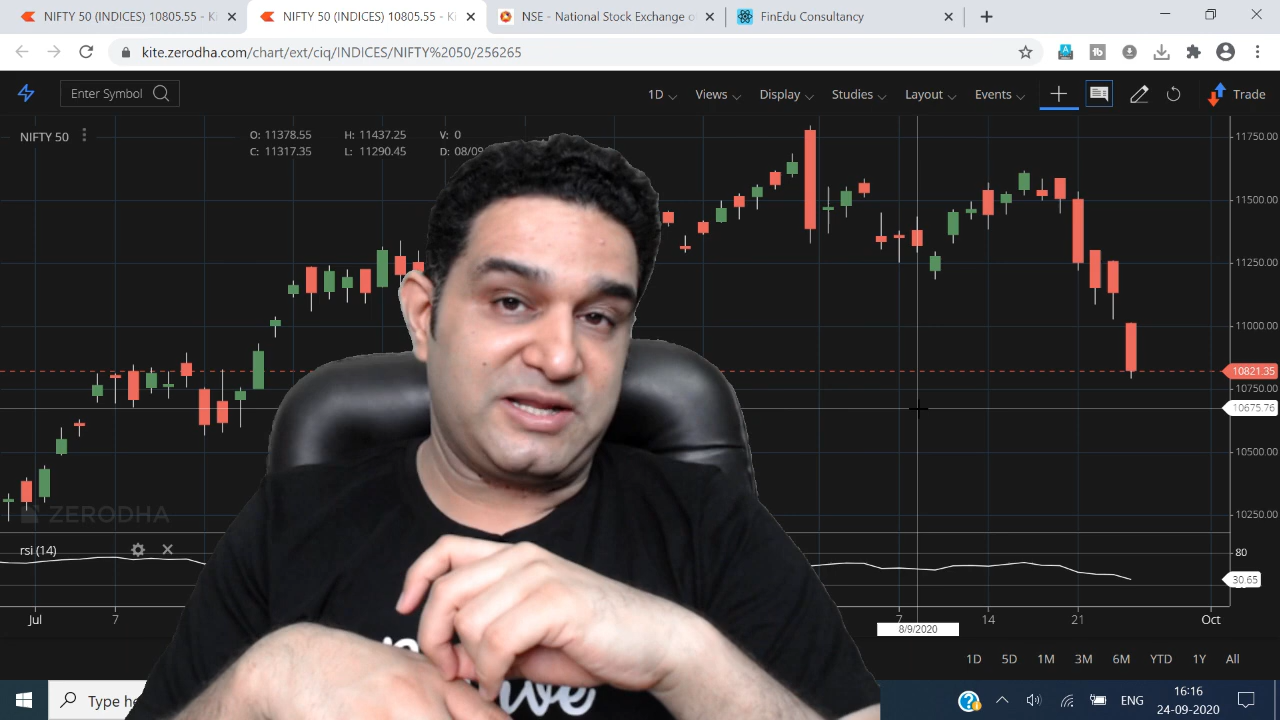 NIFTY 50 (INDICES) 10805.55 - Ki
NIFTY 50 (INDICES) 10805.55 - Ki
NSE - National Stock Exchange o
FinEdu Consultancy
kite.zerodha.com/chart/ext/ciq/INDICES/NIFTY%2050/256265
Enter Symbol
1D Views Display Studies Layout Events Trade
NIFTY 50
O: 11378.55 H: 11437.25 V: 0
C: 11317.35 L: 11290.45 D: 08/09
11750.00
11500.00
11250.00
11000.00
10821.35
10750.00
10675.76
10500.00
10250.00
ZERODHA
rsi (14)
80
30.65
Jul 7 7 14 21 Oct
8/9/2020
1D 5D 1M 3M 6M YTD 1Y All
Type he
ENG
16:16
24-09-2020